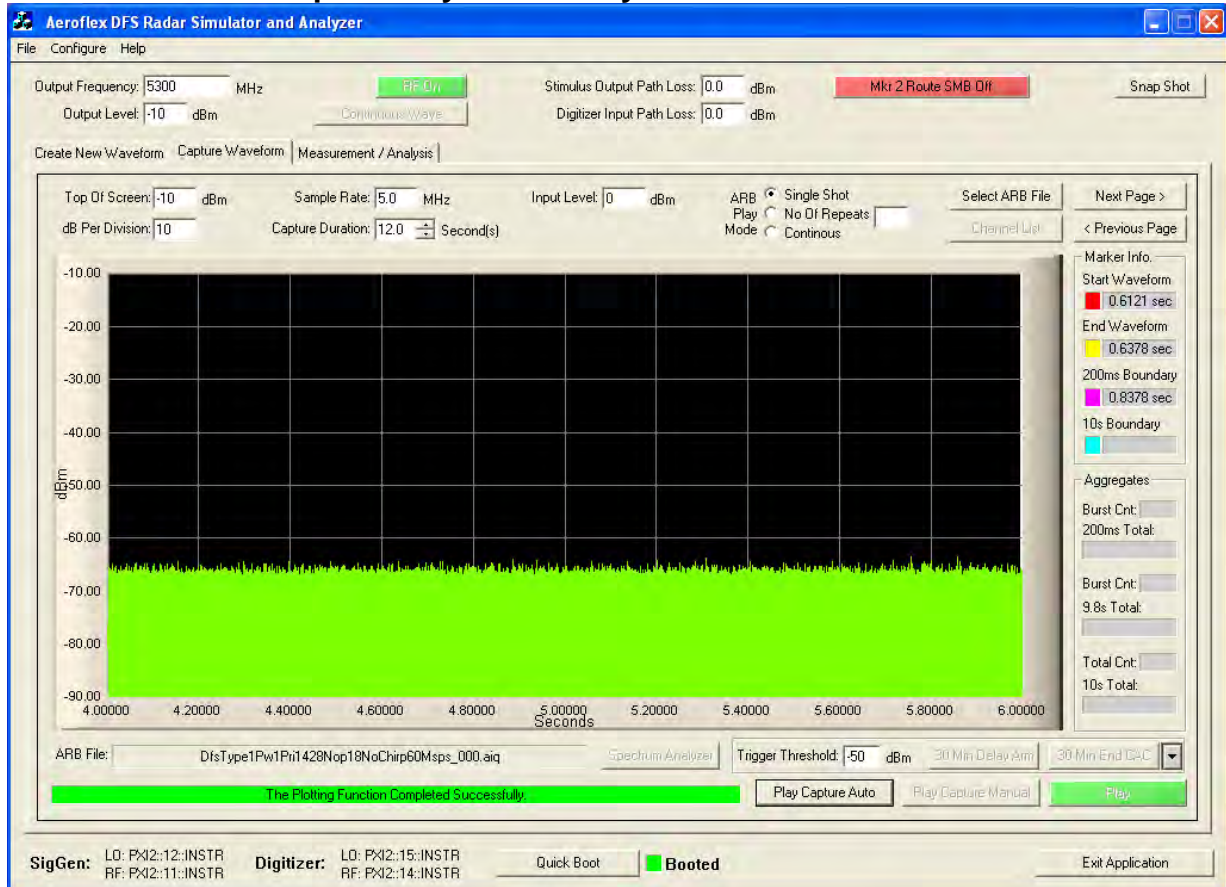 Aeroflex DFS Radar Simulator and Analyzer
File Configure Help
Output Frequency: 5300 MHz RF On Stimulus Output Path Loss: 0.0 dBm Mkr 2 Route SMB Off Snap Shot
Output Level: -10 dBm Continuous Wave Digitizer Input Path Loss: 0.0 dBm
Create New Waveform Capture Waveform Measurement / Analysis
Top Of Screen: -10 dBm Sample Rate: 5.0 MHz Input Level: 0 dBm ARB Play Mode Single Shot Select ARB File Next Page >
dB Per Division: 10 Capture Duration: 12.0 Second(s) No Of Repeats Channel List < Previous Page
Continous
Marker Info.
Start Waveform
0.6121 sec
End Waveform
0.6378 sec
200ms Boundary
0.8378 sec
10s Boundary
Aggregates
Burst Cnt:
200ms Total:
Burst Cnt:
9.8s Total:
Total Cnt:
10s Total:
-10.00
-20.00
-30.00
-40.00
-50.00
-60.00
-70.00
-80.00
-90.00
dBm
4.00000 4.20000 4.40000 4.60000 4.80000 5.00000 5.20000 5.40000 5.60000 5.80000 6.00000
Seconds
ARB File: DfsType1Pw1Pri1428Nop18NoChirp60Msps_000.aiq Spectrum Analyzer Trigger Threshold: -50 dBm 30 Min Delay Arm 30 Min End CAC
The Plotting Function Completed Successfully. Play Capture Auto Play Capture Manual Play
SigGen: LO: PXI2::12::INSTR Digitizer: LO: PXI2::15::INSTR Quick Boot Booted Exit Application
RF: PXI2::11::INSTR RF: PXI2::14::INSTR